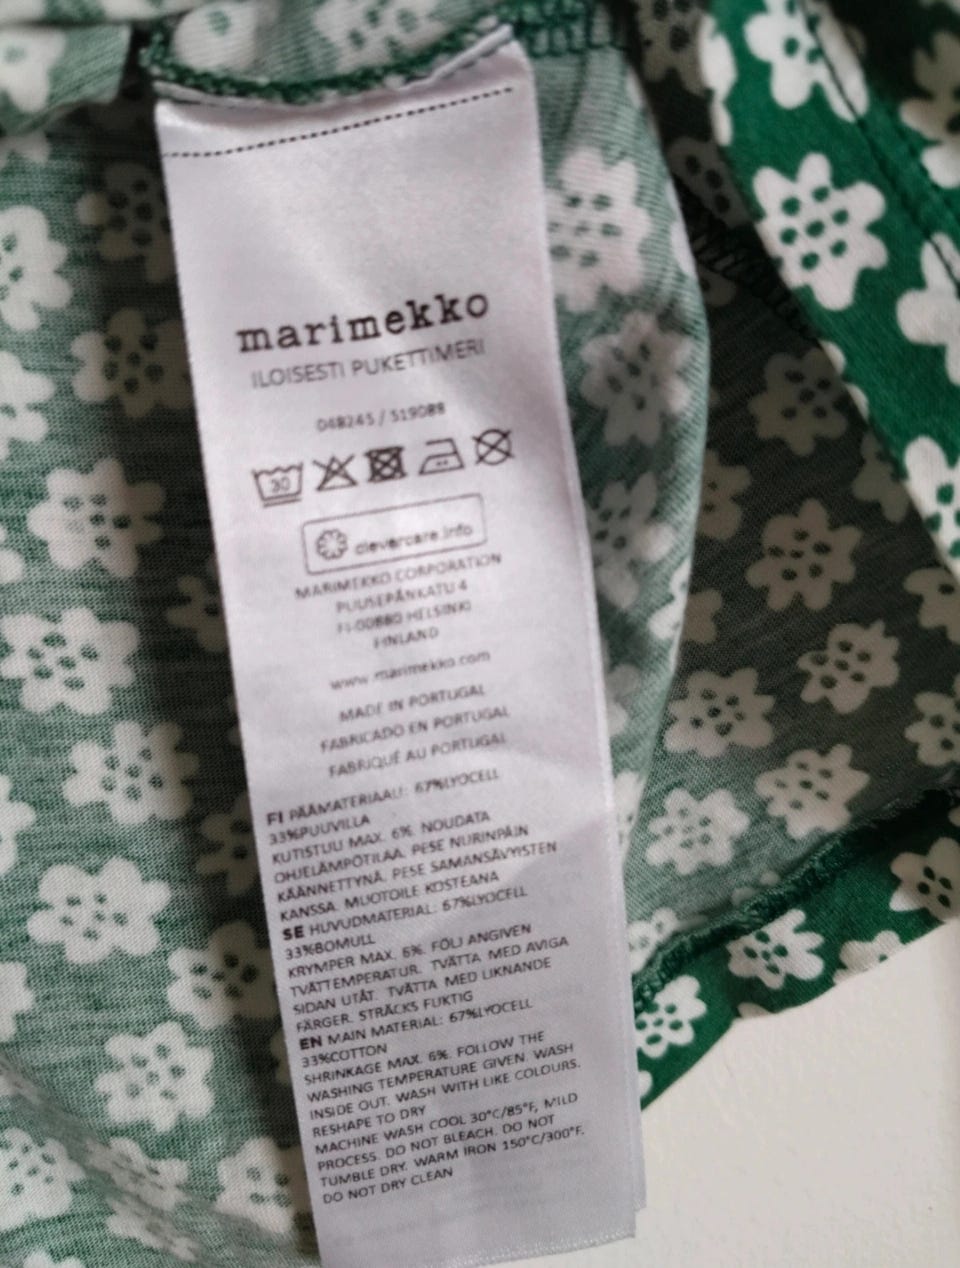 marimekko
ILOISESTI PUKETTIMERI
048245 / 519088
30
clevercare.info
MARIMEKKO CORPORATION
PUUSEPÄNKATU 4
FI-00880 HELSINKI
FINLAND
www.marimekko.com
MADE IN PORTUGAL
FABRICADO EN PORTUGAL
FABRIQUÉ AU PORTUGAL
FI PÄÄMATERIAALI: 67%LYOCELL
33%PUUVILLA
KUTISTUU MAX. 6%. NOUDATA
OHJELÄMPÖTILAA. PESE NURINPÄIN
KÄÄNNETTYNÄ. PESE SAMANSÄVYISTEN
KANSSA. MUOTOILE KOSTEANA
SE HUVUDMATERIAL: 67%LYOCELL
33%BOMULL
KRYMPER MAX. 6%. FÖLJ ANGIVEN
TVÄTTEMPERATUR. TVÄTTA MED AVIGA
SIDAN UTÅT. TVÄTTA MED LIKNANDE
FÄRGER. STRÄCKS FUKTIG
EN MAIN MATERIAL: 67%LYOCELL
33%COTTON
SHRINKAGE MAX. 6%. FOLLOW THE
WASHING TEMPERATURE GIVEN. WASH
INSIDE OUT. WASH WITH LIKE COLOURS.
RESHAPE TO DRY
MACHINE WASH COOL 30°C/85°F, MILD
PROCESS. DO NOT BLEACH. DO NOT
TUMBLE DRY. WARM IRON 150°C/300°F.
DO NOT DRY CLEAN